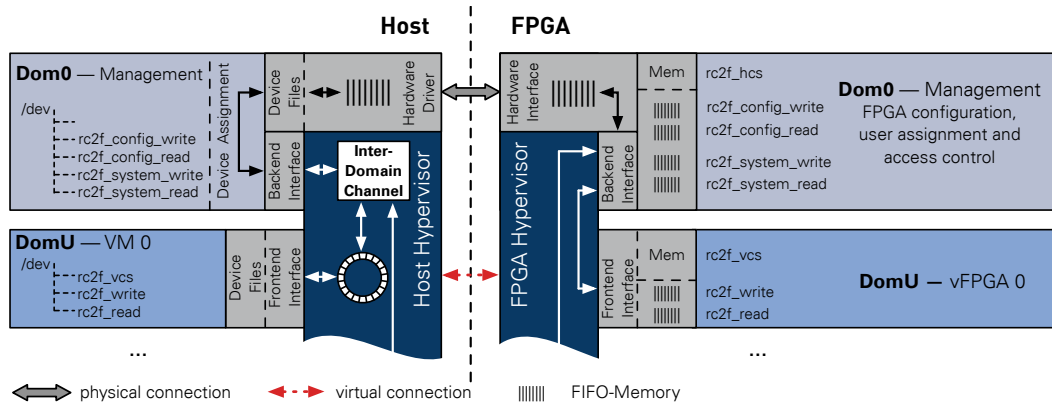 Host
FPGA
Dom0 — Management
/dev
rc2f_config_write
rc2f_config_read
rc2f_system_write
rc2f_system_read
Device Assignment
Device
Files
Hardware
Driver
Backend
Interface
Inter-
Domain
Channel
Host Hypervisor
DomU — VM 0
/dev
rc2f_vcs
rc2f_write
rc2f_read
Device
Files
Frontend
Interface
...
Hardware
Interface
Mem
rc2f_hcs
rc2f_config_write
rc2f_config_read
rc2f_system_write
rc2f_system_read
Dom0 — Management
FPGA configuration,
user assignment and
access control
Backend
Interface
FPGA Hypervisor
Frontend
Interface
Mem
rc2f_vcs
rc2f_write
rc2f_read
DomU — vFPGA 0
...
physical connection
virtual connection
FIFO-Memory